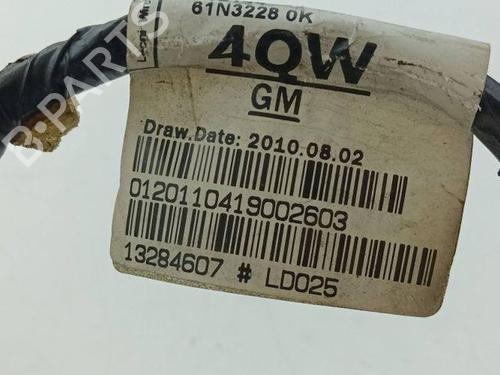 61N3228 0K
4QW
GM
Draw.Date: 2010.08.02
0120110419002603
13284607 # LD025
B-PARTS